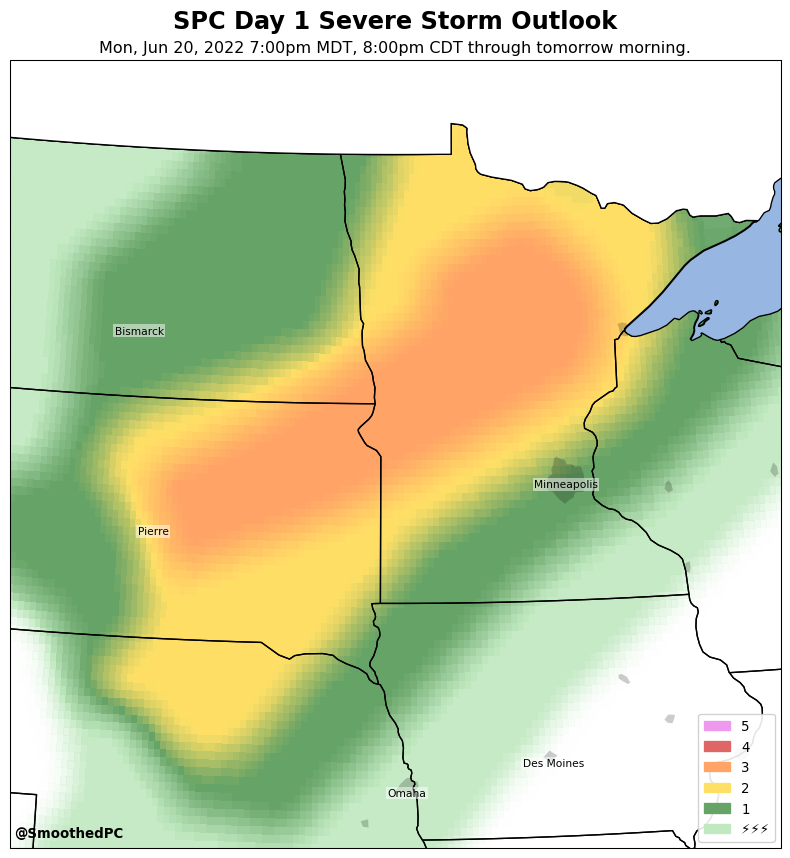 SPC Day 1 Severe Storm Outlook
Mon, Jun 20, 2022 7:00pm MDT, 8:00pm CDT through tomorrow morning.
Bismarck
Minneapolis
Pierre
Des Moines
Omaha
5
4
3
2
1
⚡⚡⚡
@SmoothedPC